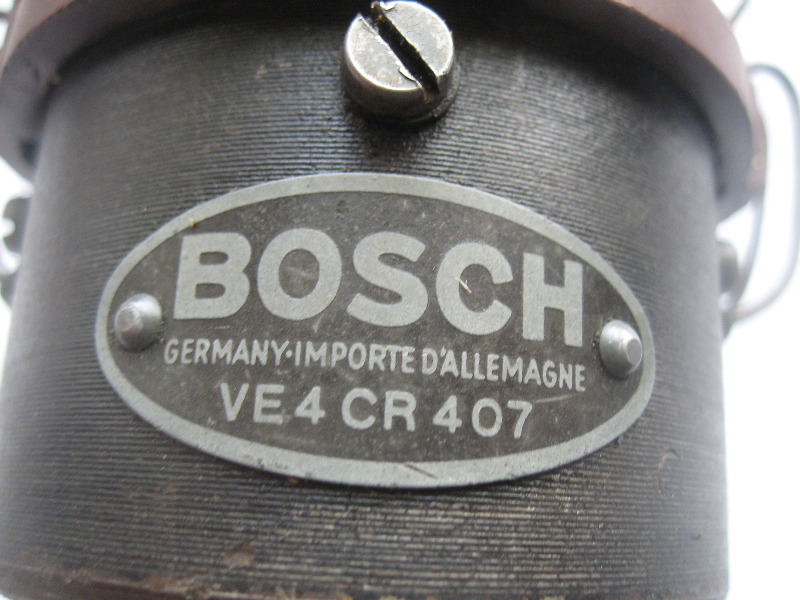 BOSCH
GERMANY·IMPORTE D'ALLEMAGNE
VE 4 CR 407